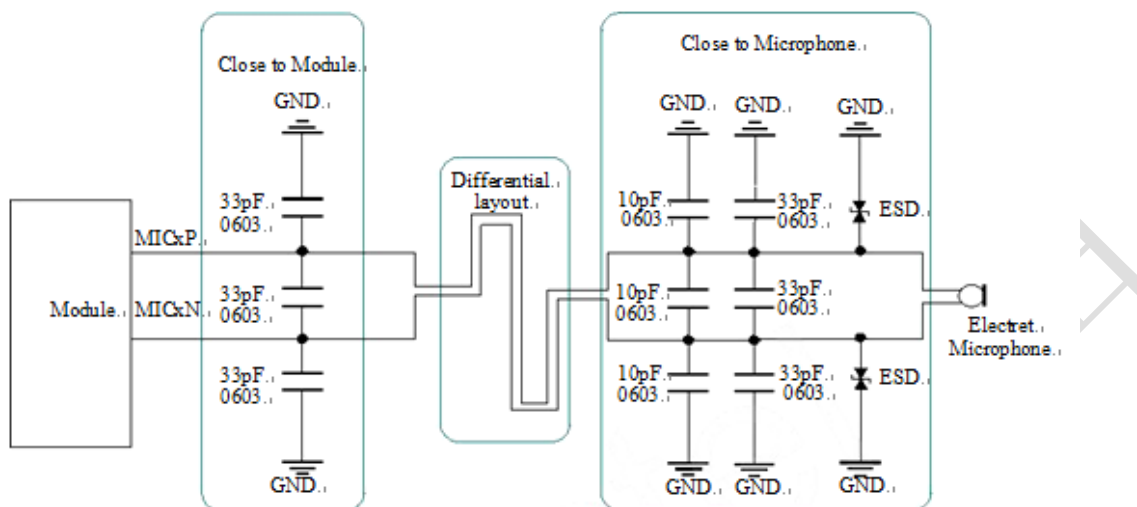 Close to Module.
GND.
33pF.
0603.
MICxP.
33pF.
0603.
Module.
MICxN.
33pF.
0603.
GND.
Differential.
layout.
Close to Microphone.
GND.
GND.
GND.
10pF.
0603.
33pF.
0603.
ESD.
10pF.
0603.
33pF.
0603.
Electret.
Microphone.
10pF.
0603.
33pF.
0603.
ESD.
GND.
GND.
GND.